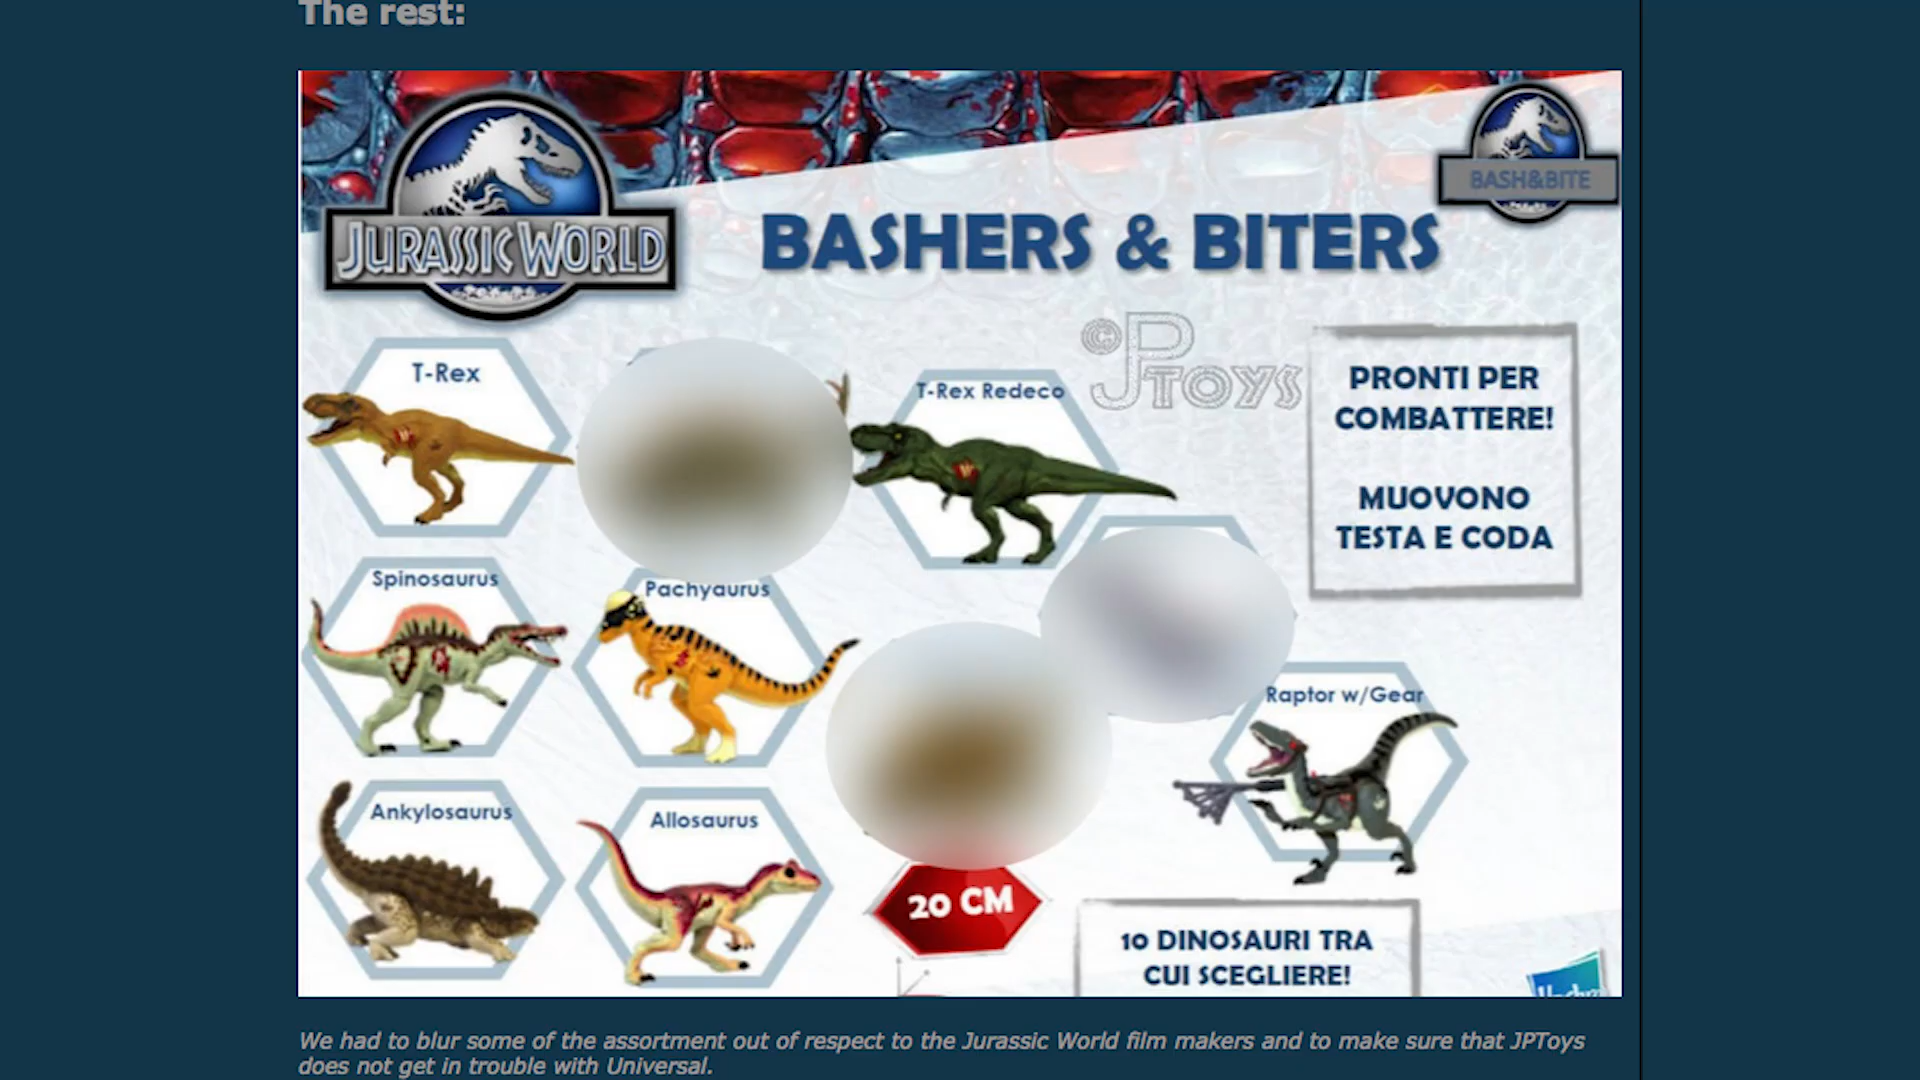 The rest:
JURASSIC WORLD
BASH&BITE
BASHERS & BITERS
©JPTOYS
T-Rex
T-Rex Redeco
PRONTI PER
COMBATTERE!
MUOVONO
TESTA E CODA
Spinosaurus
Pachyaurus
Raptor w/Gear
Ankylosaurus
Allosaurus
20 CM
10 DINOSAURI TRA
CUI SCEGLIERE!
We had to blur some of the assortment out of respect to the Jurassic World film makers and to make sure that JPToys
does not get in trouble with Universal.